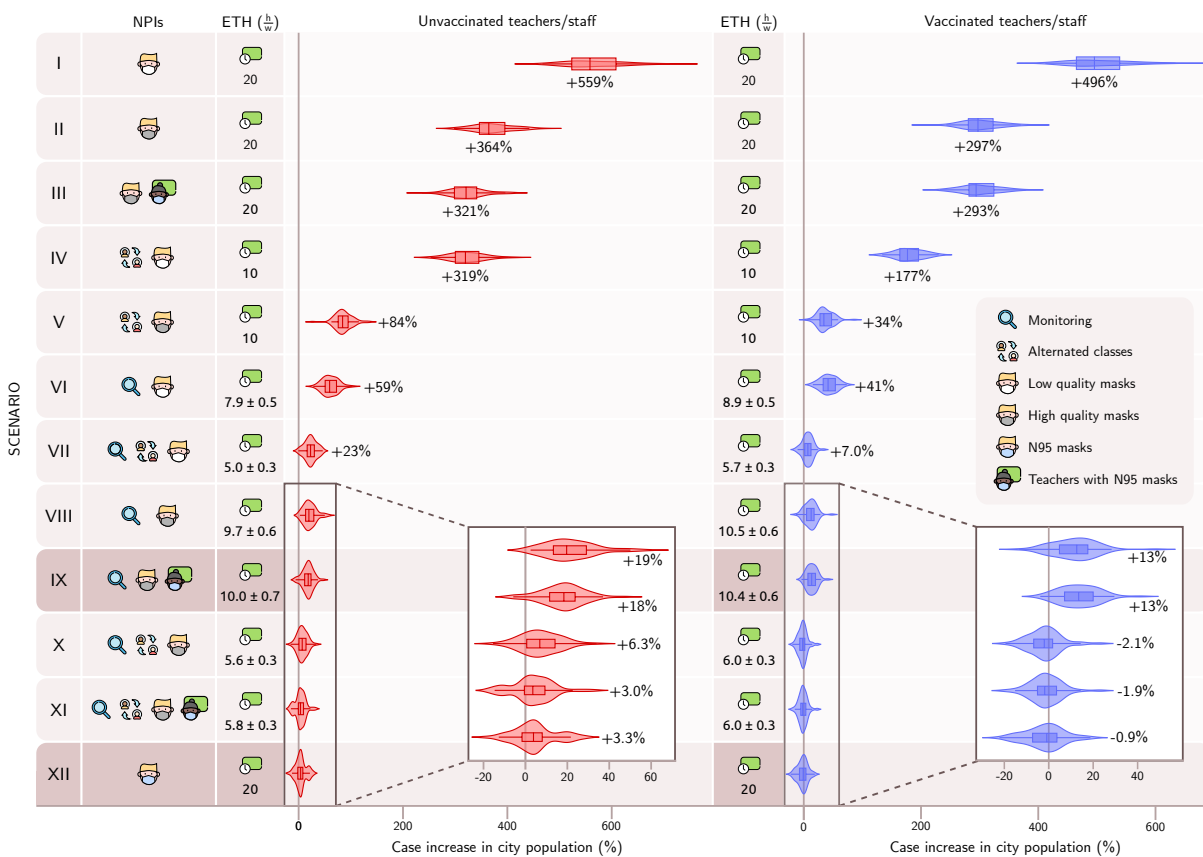 NPIs ETH (h/w) Unvaccinated teachers/staff ETH (h/w) Vaccinated teachers/staff
SCENARIO
I 20 +559% 20 +496%
II 20 +364% 20 +297%
III 20 +321% 20 +293%
IV 10 +319% 10 +177%
V 10 +84% 10 +34%
VI 7.9 ± 0.5 +59% 8.9 ± 0.5 +41%
VII 5.0 ± 0.3 +23% 5.7 ± 0.3 +7.0%
VIII 9.7 ± 0.6 10.5 ± 0.6
IX 10.0 ± 0.7 10.4 ± 0.6
X 5.6 ± 0.3 6.0 ± 0.3
XI 5.8 ± 0.3 6.0 ± 0.3
XII 20 20
Monitoring
Alternated classes
Low quality masks
High quality masks
N95 masks
Teachers with N95 masks
+19%
+18%
+6.3%
+3.0%
+3.3%
-20 0 20 40 60
+13%
+13%
-2.1%
-1.9%
-0.9%
-20 0 20 40
0 200 400 600
Case increase in city population (%)
0 200 400 600
Case increase in city population (%)